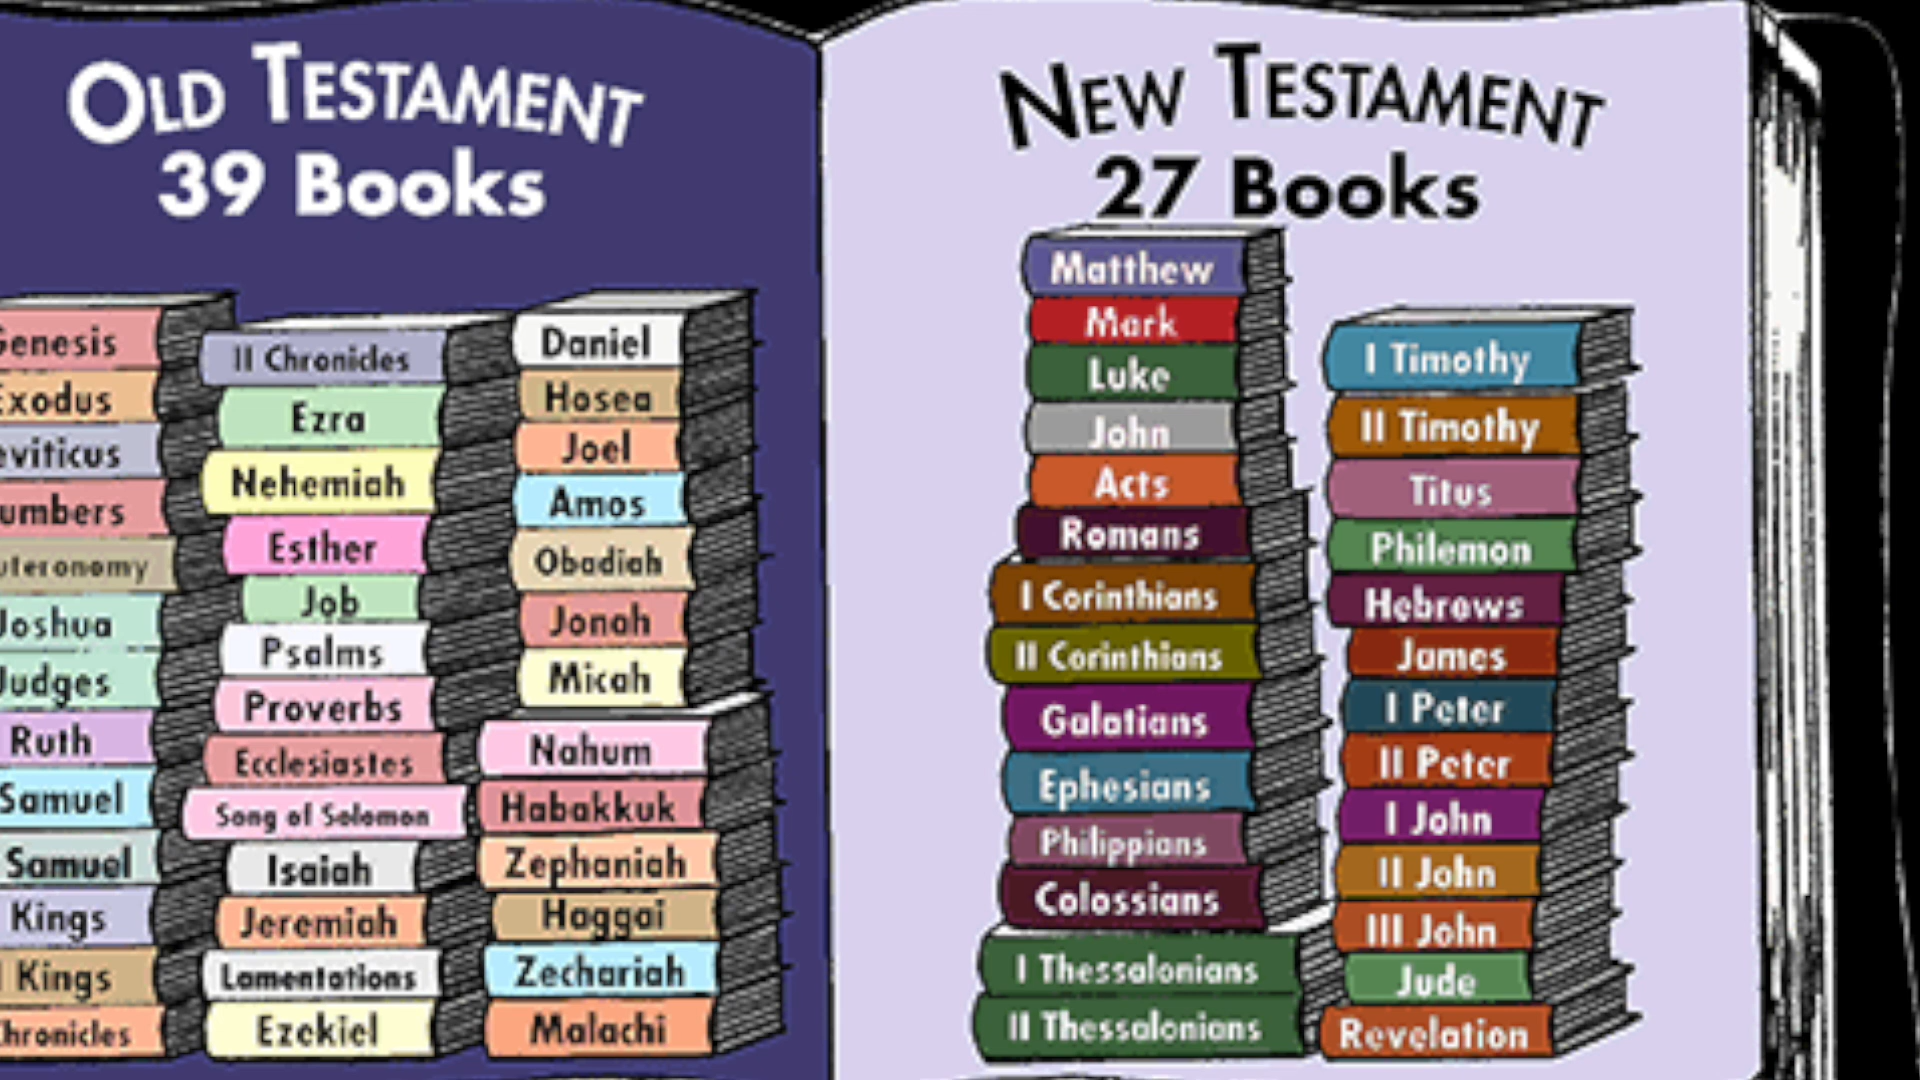 OLD TESTAMENT
39 Books
Genesis
Exodus
eviticus
umbers
uteronomy
Joshua
Judges
Ruth
Samuel
Samuel
Kings
I Kings
Chronicles
II Chronicles
Ezra
Nehemiah
Esther
Job
Psalms
Proverbs
Ecclesiastes
Song of Solomon
Isaiah
Jeremiah
Lamentations
Ezekiel
Daniel
Hosea
Joel
Amos
Obadiah
Jonah
Micah
Nahum
Habakkuk
Zephaniah
Haggai
Zechariah
Malachi
NEW TESTAMENT
27 Books
Matthew
Mark
Luke
John
Acts
Romans
I Corinthians
II Corinthians
Galatians
Ephesians
Philippians
Colossians
I Thessalonians
II Thessalonians
I Timothy
II Timothy
Titus
Philemon
Hebrews
James
I Peter
II Peter
I John
II John
III John
Jude
Revelation